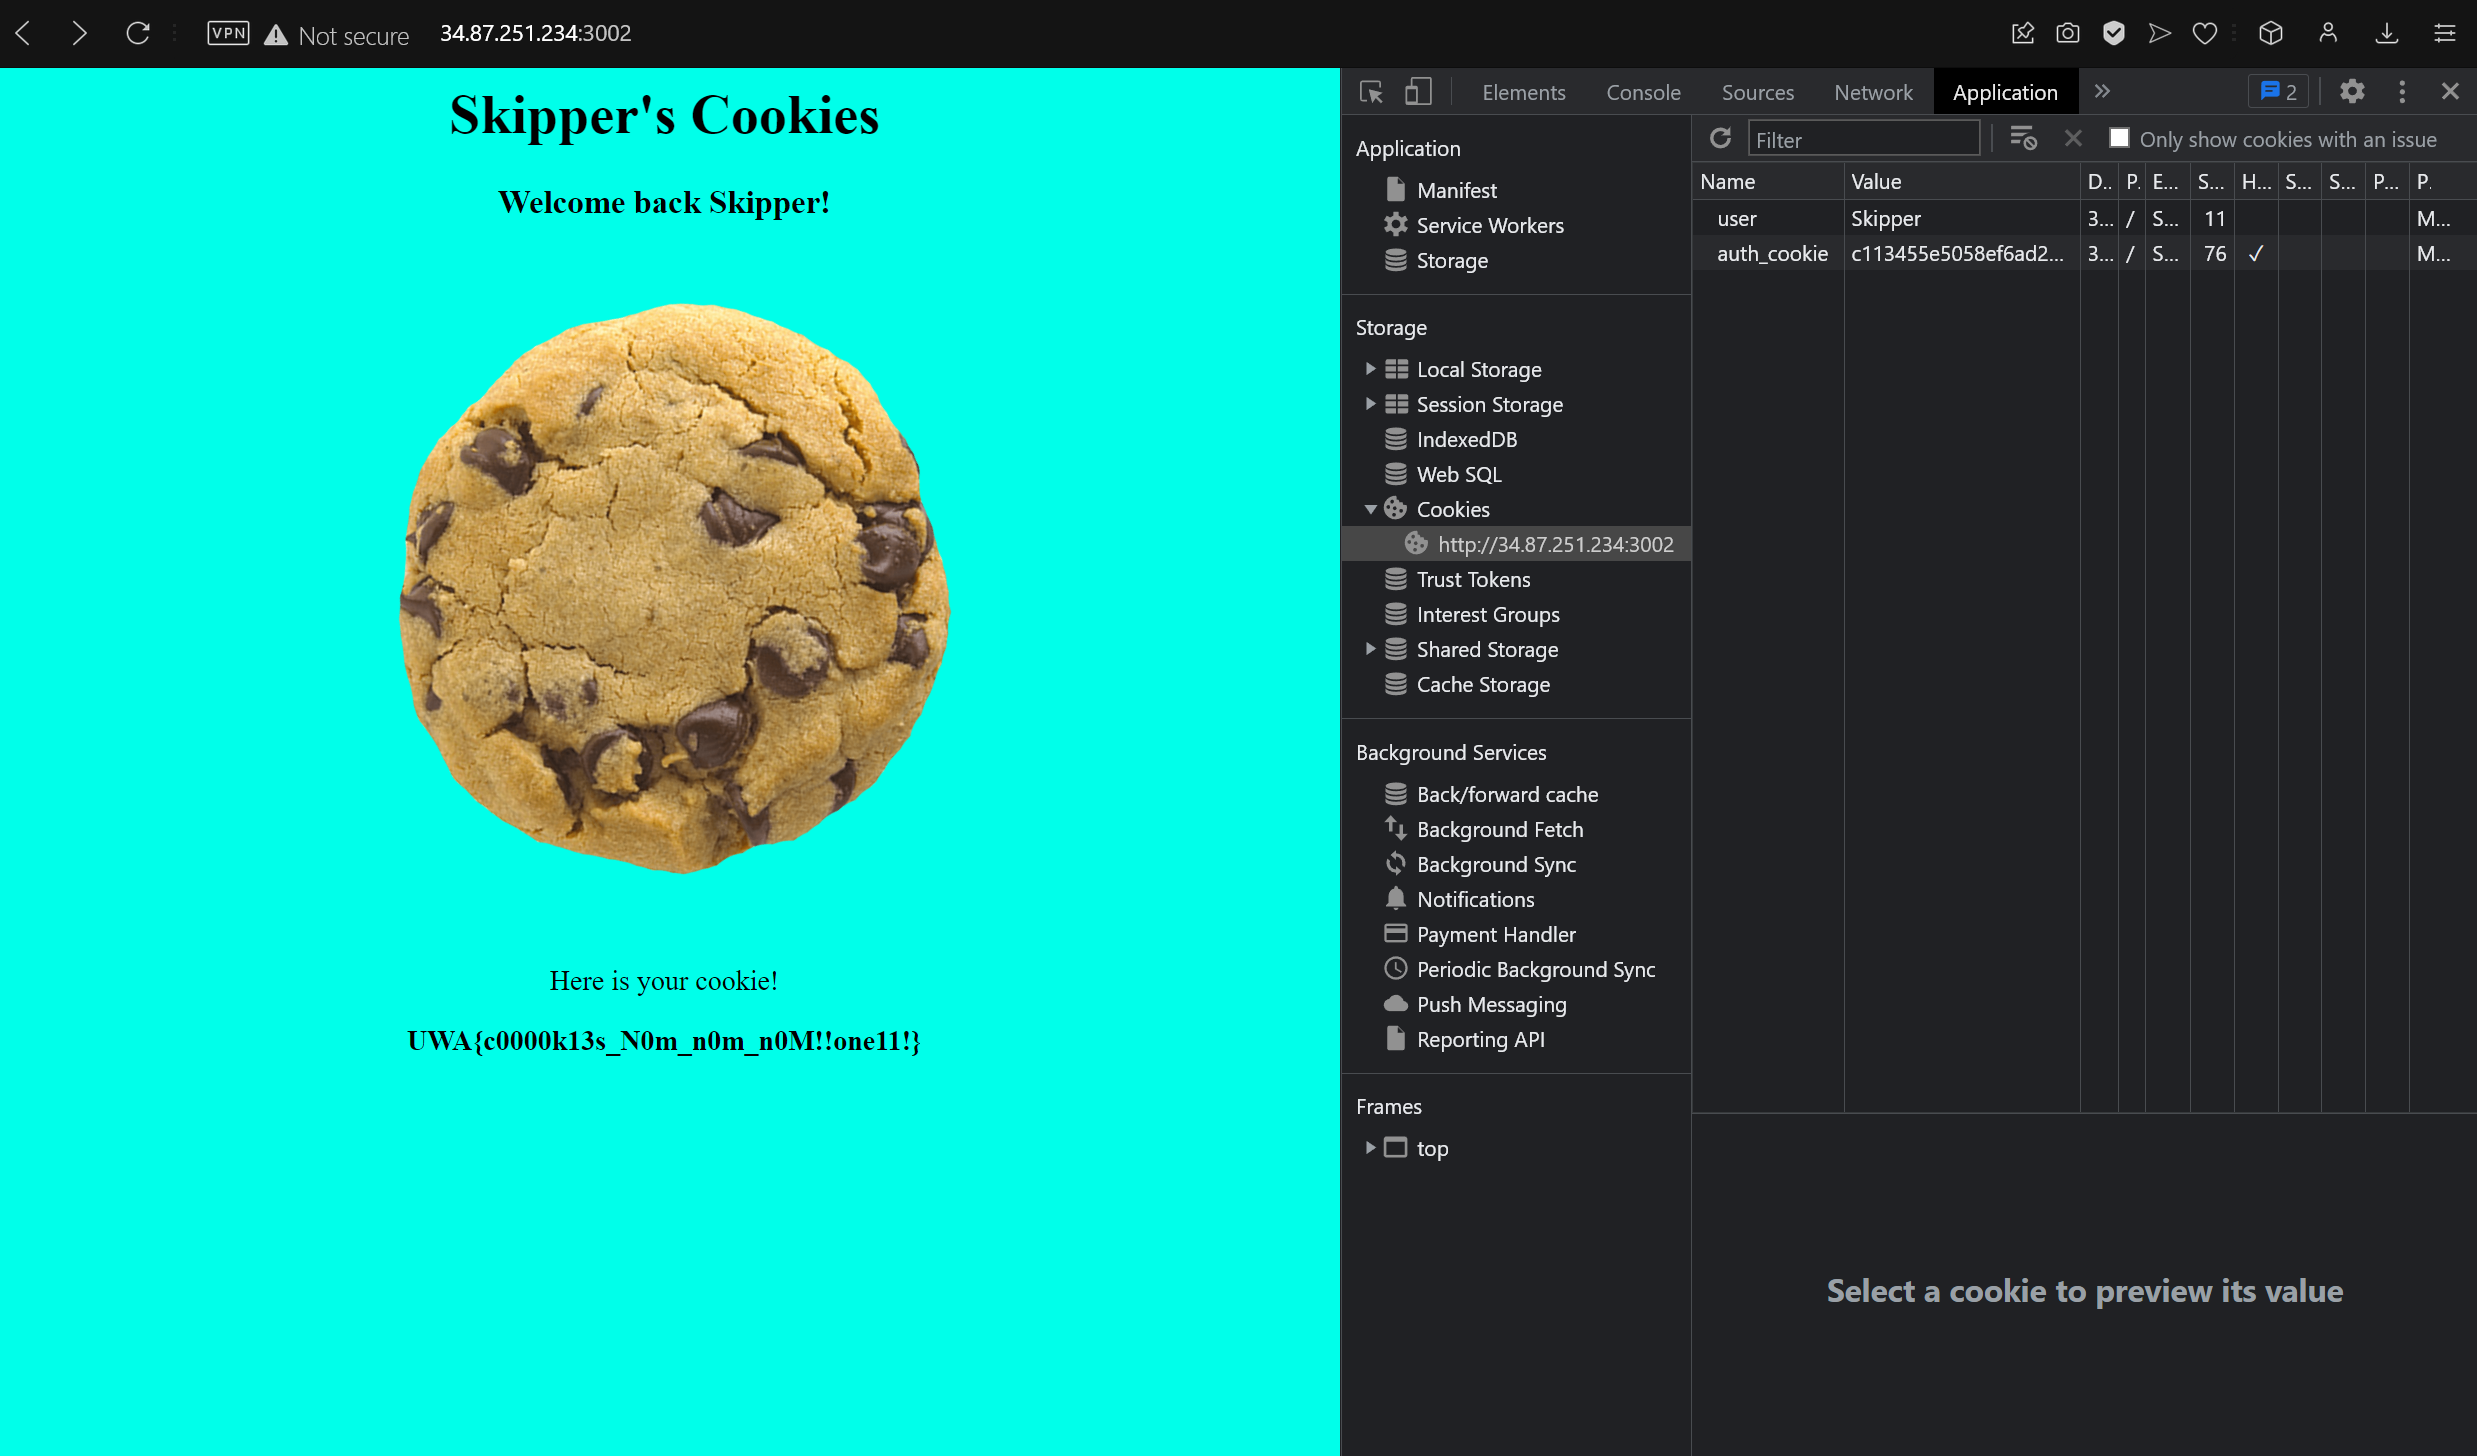 VPN Not secure 34.87.251.234:3002
Skipper's Cookies
Welcome back Skipper!
Here is your cookie!
UWA{c0000k13s_N0m_n0m_n0M!!one11!}
Elements Console Sources Network Application » 2
Application
Manifest
Service Workers
Storage
Storage
Local Storage
Session Storage
IndexedDB
Web SQL
Cookies
http://34.87.251.234:3002
Trust Tokens
Interest Groups
Shared Storage
Cache Storage
Background Services
Back/forward cache
Background Fetch
Background Sync
Notifications
Payment Handler
Periodic Background Sync
Push Messaging
Reporting API
Frames
top
Filter Only show cookies with an issue
Name Value D.. P. E... S... H... S... S... P... P.
user Skipper 3... / S... 11 M...
auth_cookie c113455e5058ef6ad2... 3... / S... 76 ✓ M...
Select a cookie to preview its value